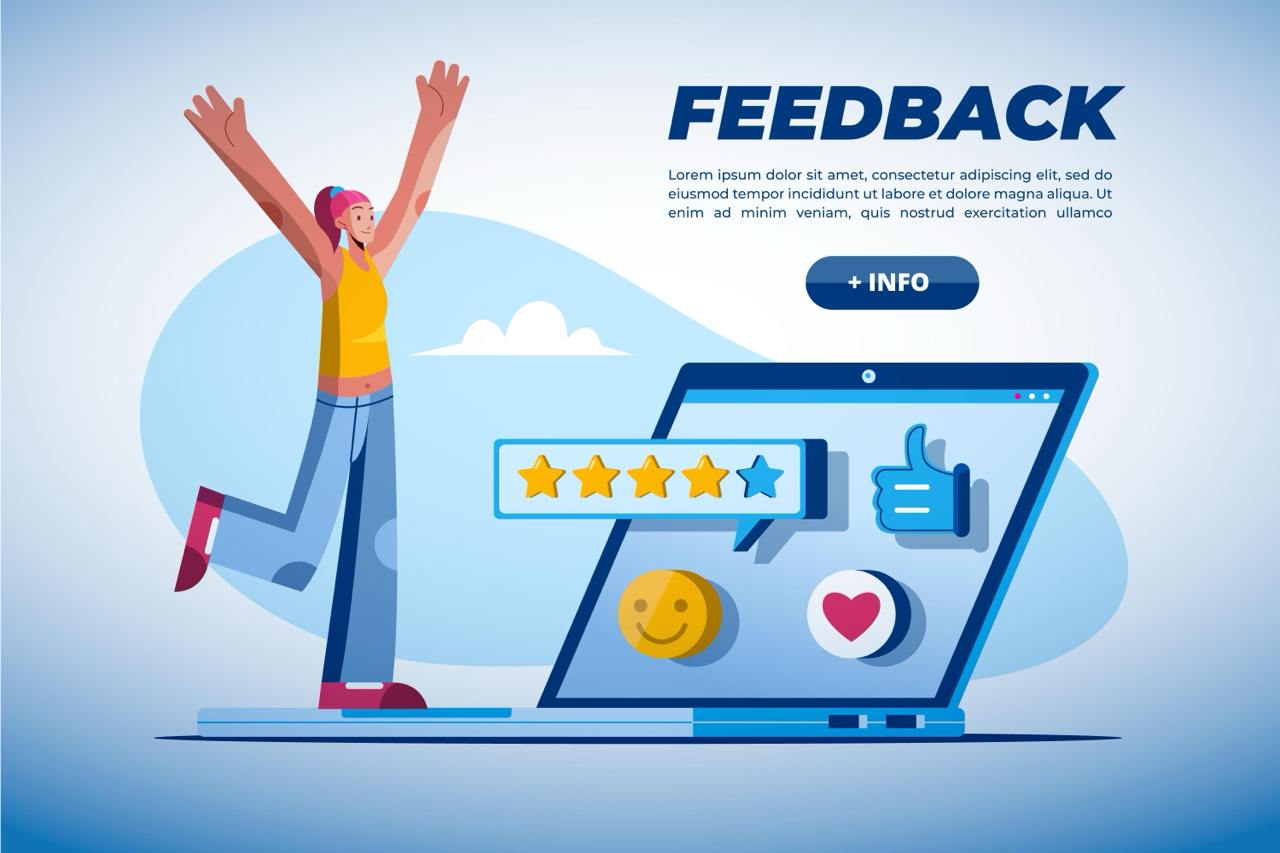 FEEDBACK
Lorem ipsum dolor sit amet, consectetur adipiscing elit, sed do
eiusmod tempor incididunt ut labore et dolore magna aliqua. Ut
enim ad minim veniam, quis nostrud exercitation ullamco
+ INFO